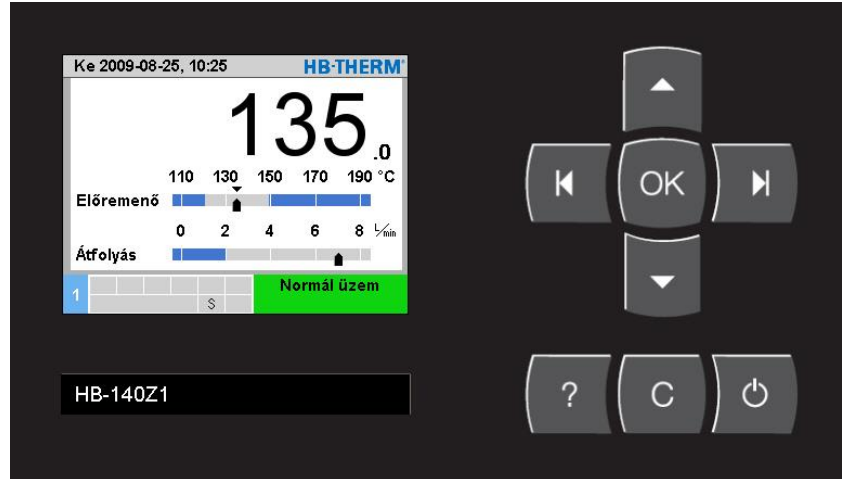 Ke 2009-08-25, 10:25 HB-THERM®
135.0
110 130 150 170 190 °C
Előremenő
0 2 4 6 8 L/min
Átfolyás
1 S Normál üzem
HB-140Z1
OK
? C